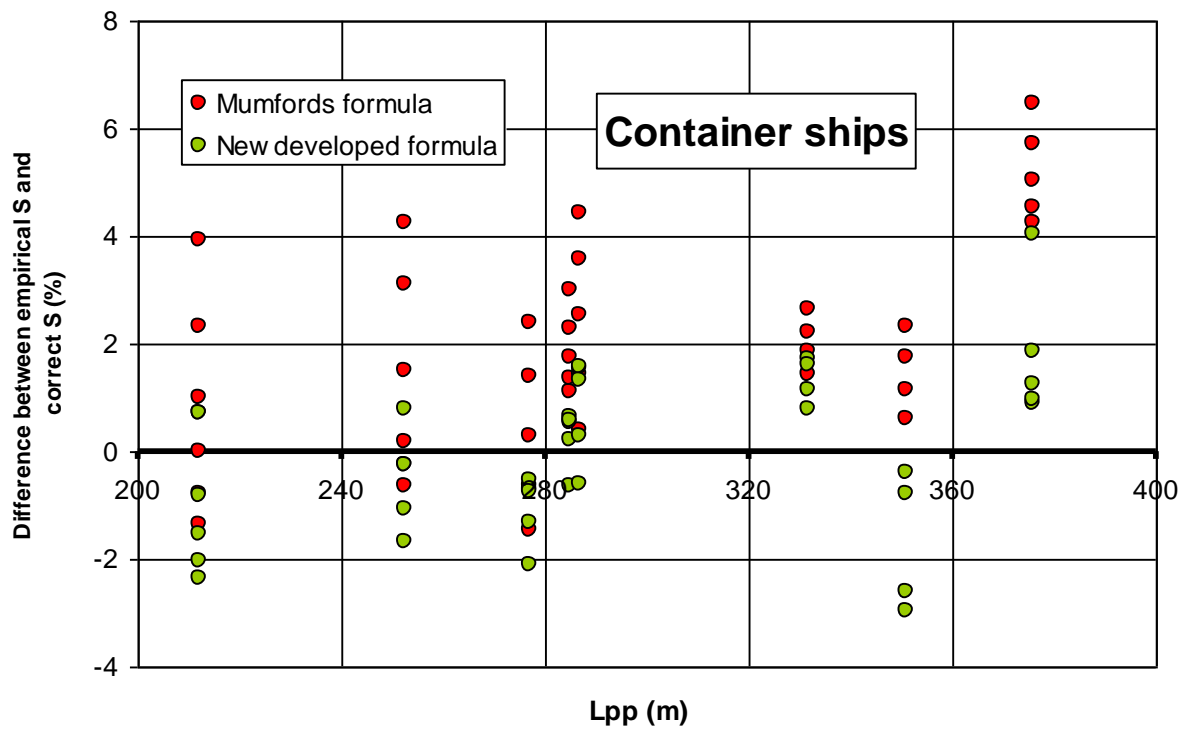 8
6
4
2
0
-2
-4
200
240
280
320
360
400
Mumfords formula
New developed formula
Container ships
Difference between empirical S and
correct S (%)
Lpp (m)